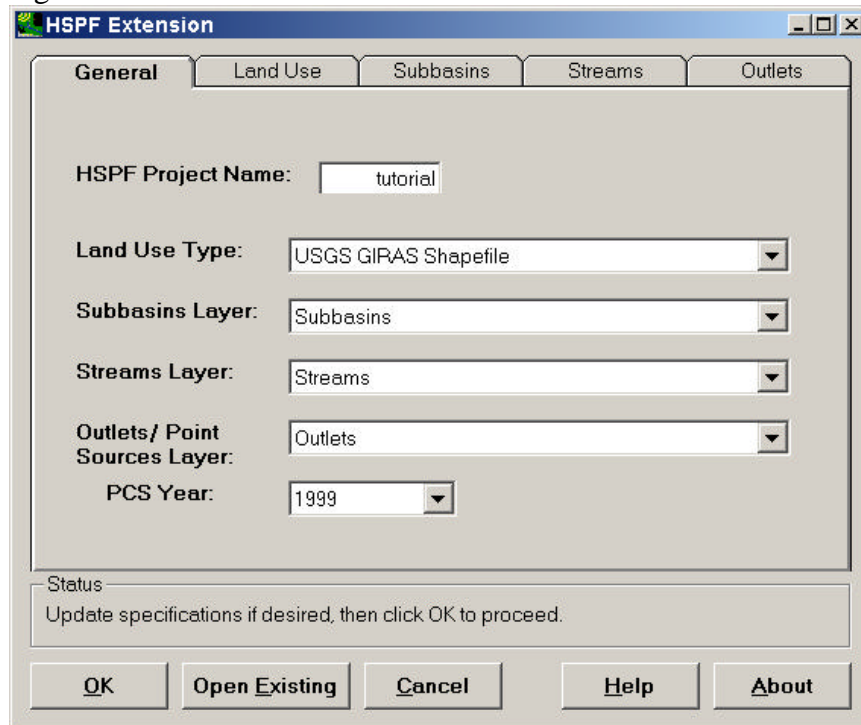 HSPF Extension
General Land Use Subbasins Streams Outlets
HSPF Project Name: tutorial
Land Use Type: USGS GIRAS Shapefile
Subbasins Layer: Subbasins
Streams Layer: Streams
Outlets/ Point
Sources Layer: Outlets
PCS Year: 1999
Status
Update specifications if desired, then click OK to proceed.
OK Open Existing Cancel Help About